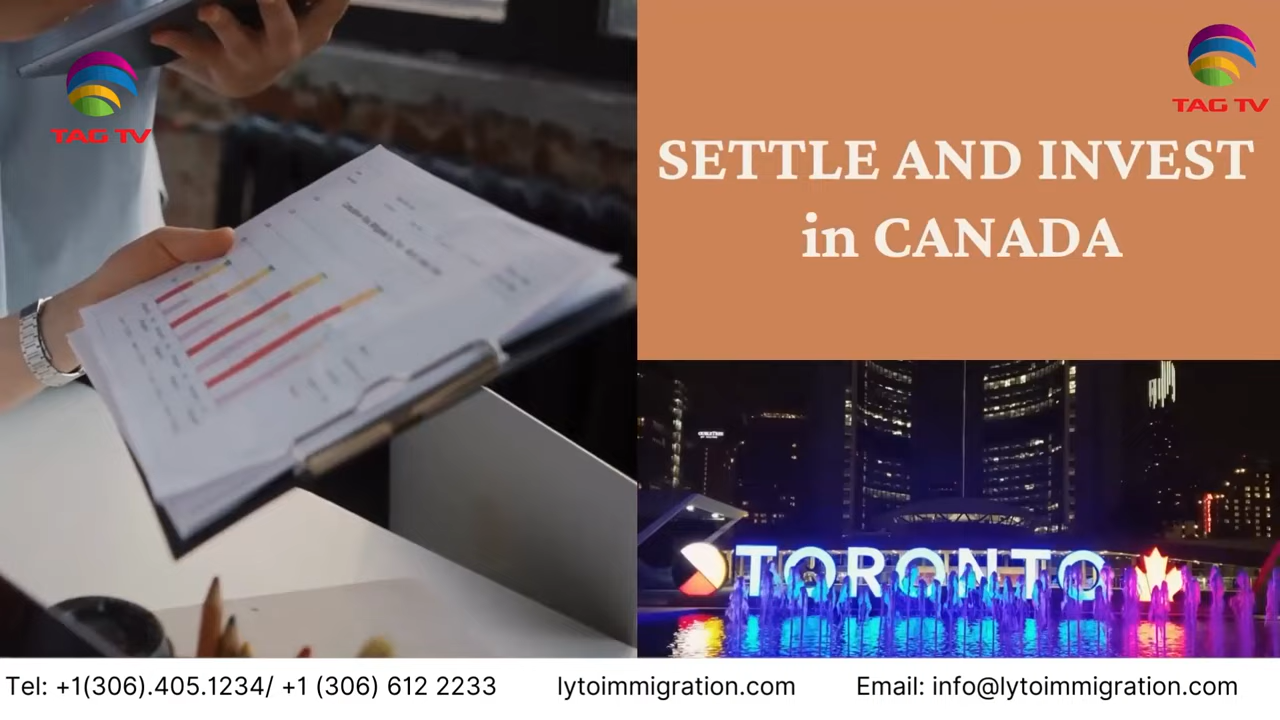 TAG TV
TAG TV
SETTLE AND INVEST
in CANADA
TORONTO
Tel: +1(306).405.1234/ +1 (306) 612 2233 lytoimmigration.com Email: info@lytoimmigration.com